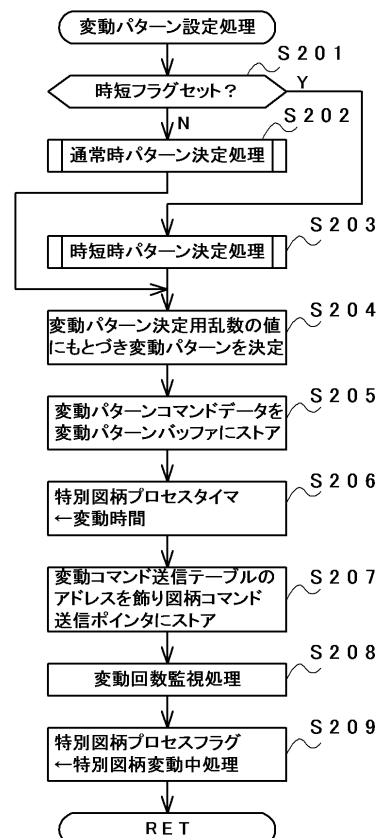 変動パターン設定処理
S201
時短フラグセット?
Y
N
S202
通常時パターン決定処理
S203
時短時パターン決定処理
S204
変動パターン決定用乱数の値
にもとづき変動パターンを決定
S205
変動パターンコマンドデータを
変動パターンバッファにストア
S206
特別図柄プロセスタイマ
←変動時間
S207
変動コマンド送信テーブルの
アドレスを飾り図柄コマンド
送信ポインタにストア
S208
変動回数監視処理
S209
特別図柄プロセスフラグ
←特別図柄変動中処理
RET